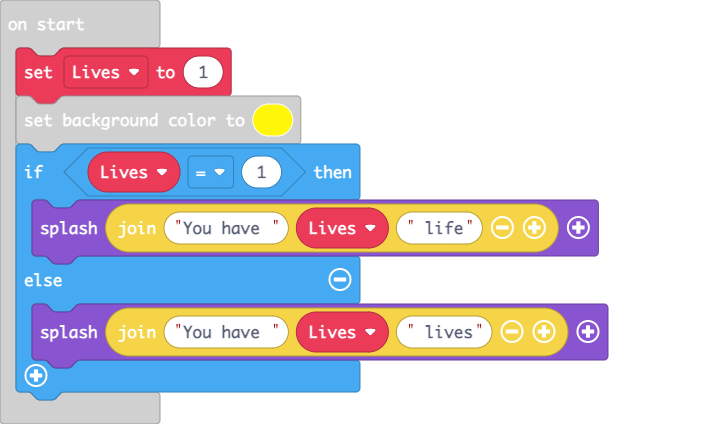 on start
set Lives to 1
set background color to
if Lives = 1 then
splash join "You have " Lives " life"
else
splash join "You have " Lives " lives"